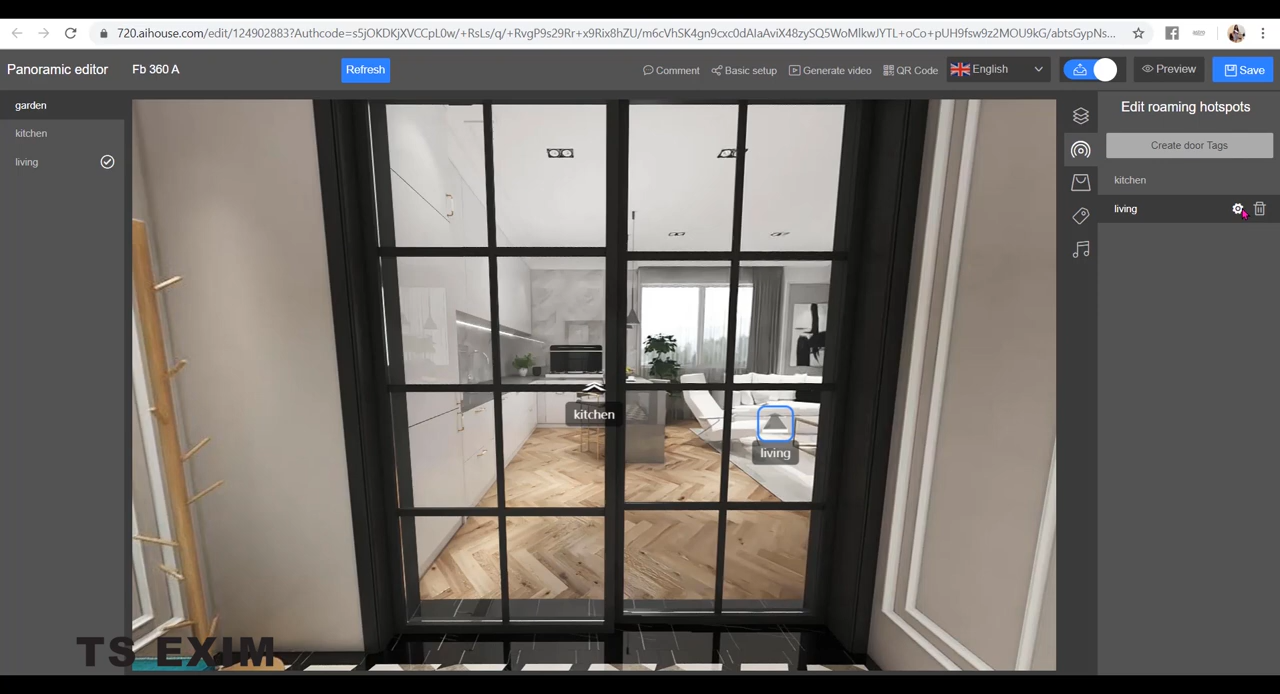 720.aihouse.com/edit/124902883?Authcode=s5jOKDKjXVCCpL0w/+RsLs/q/+RvgP9s29Rr+x9Rix8hZU/m6cVhSK4gn9cxc0dAIaAviX48zySQ5WoMlkwJYTL+oCo+pUH9fsw9z2MOU9kG/abtsGypNs...
Panoramic editor Fb 360 A Refresh Comment Basic setup Generate video QR Code English Preview Save
garden
kitchen
living
Edit roaming hotspots
Create door Tags
kitchen
living
kitchen
living
TS EXIM